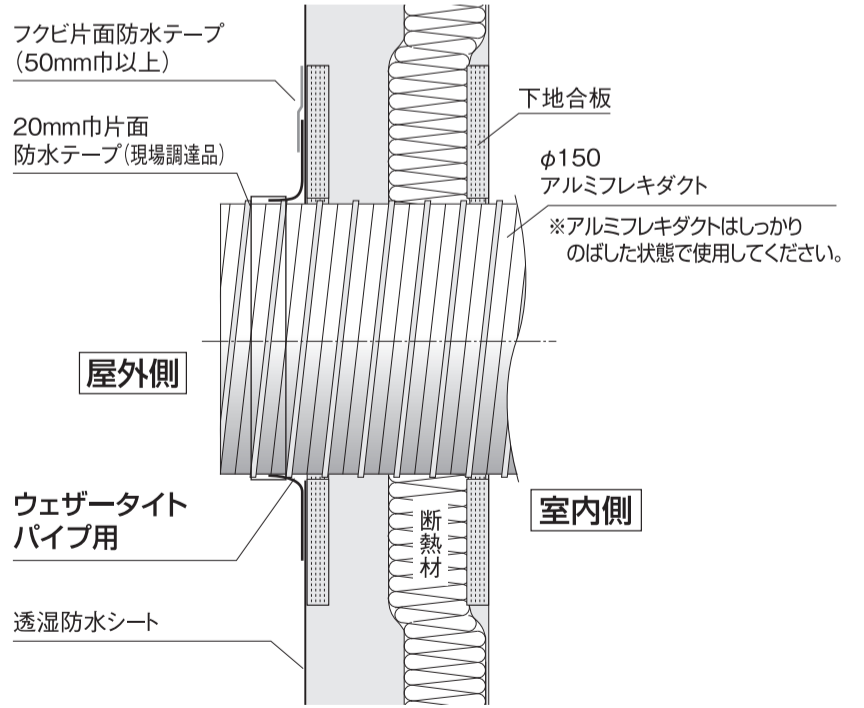 フクビ片面防水テープ
（50mm巾以上）
20mm巾片面
防水テープ（現場調達品）
下地合板
φ150
アルミフレキダクト
※アルミフレキダクトはしっかり
のばした状態で使用してください。
屋外側
ウェザータイト
パイプ用
断熱材
室内側
透湿防水シート